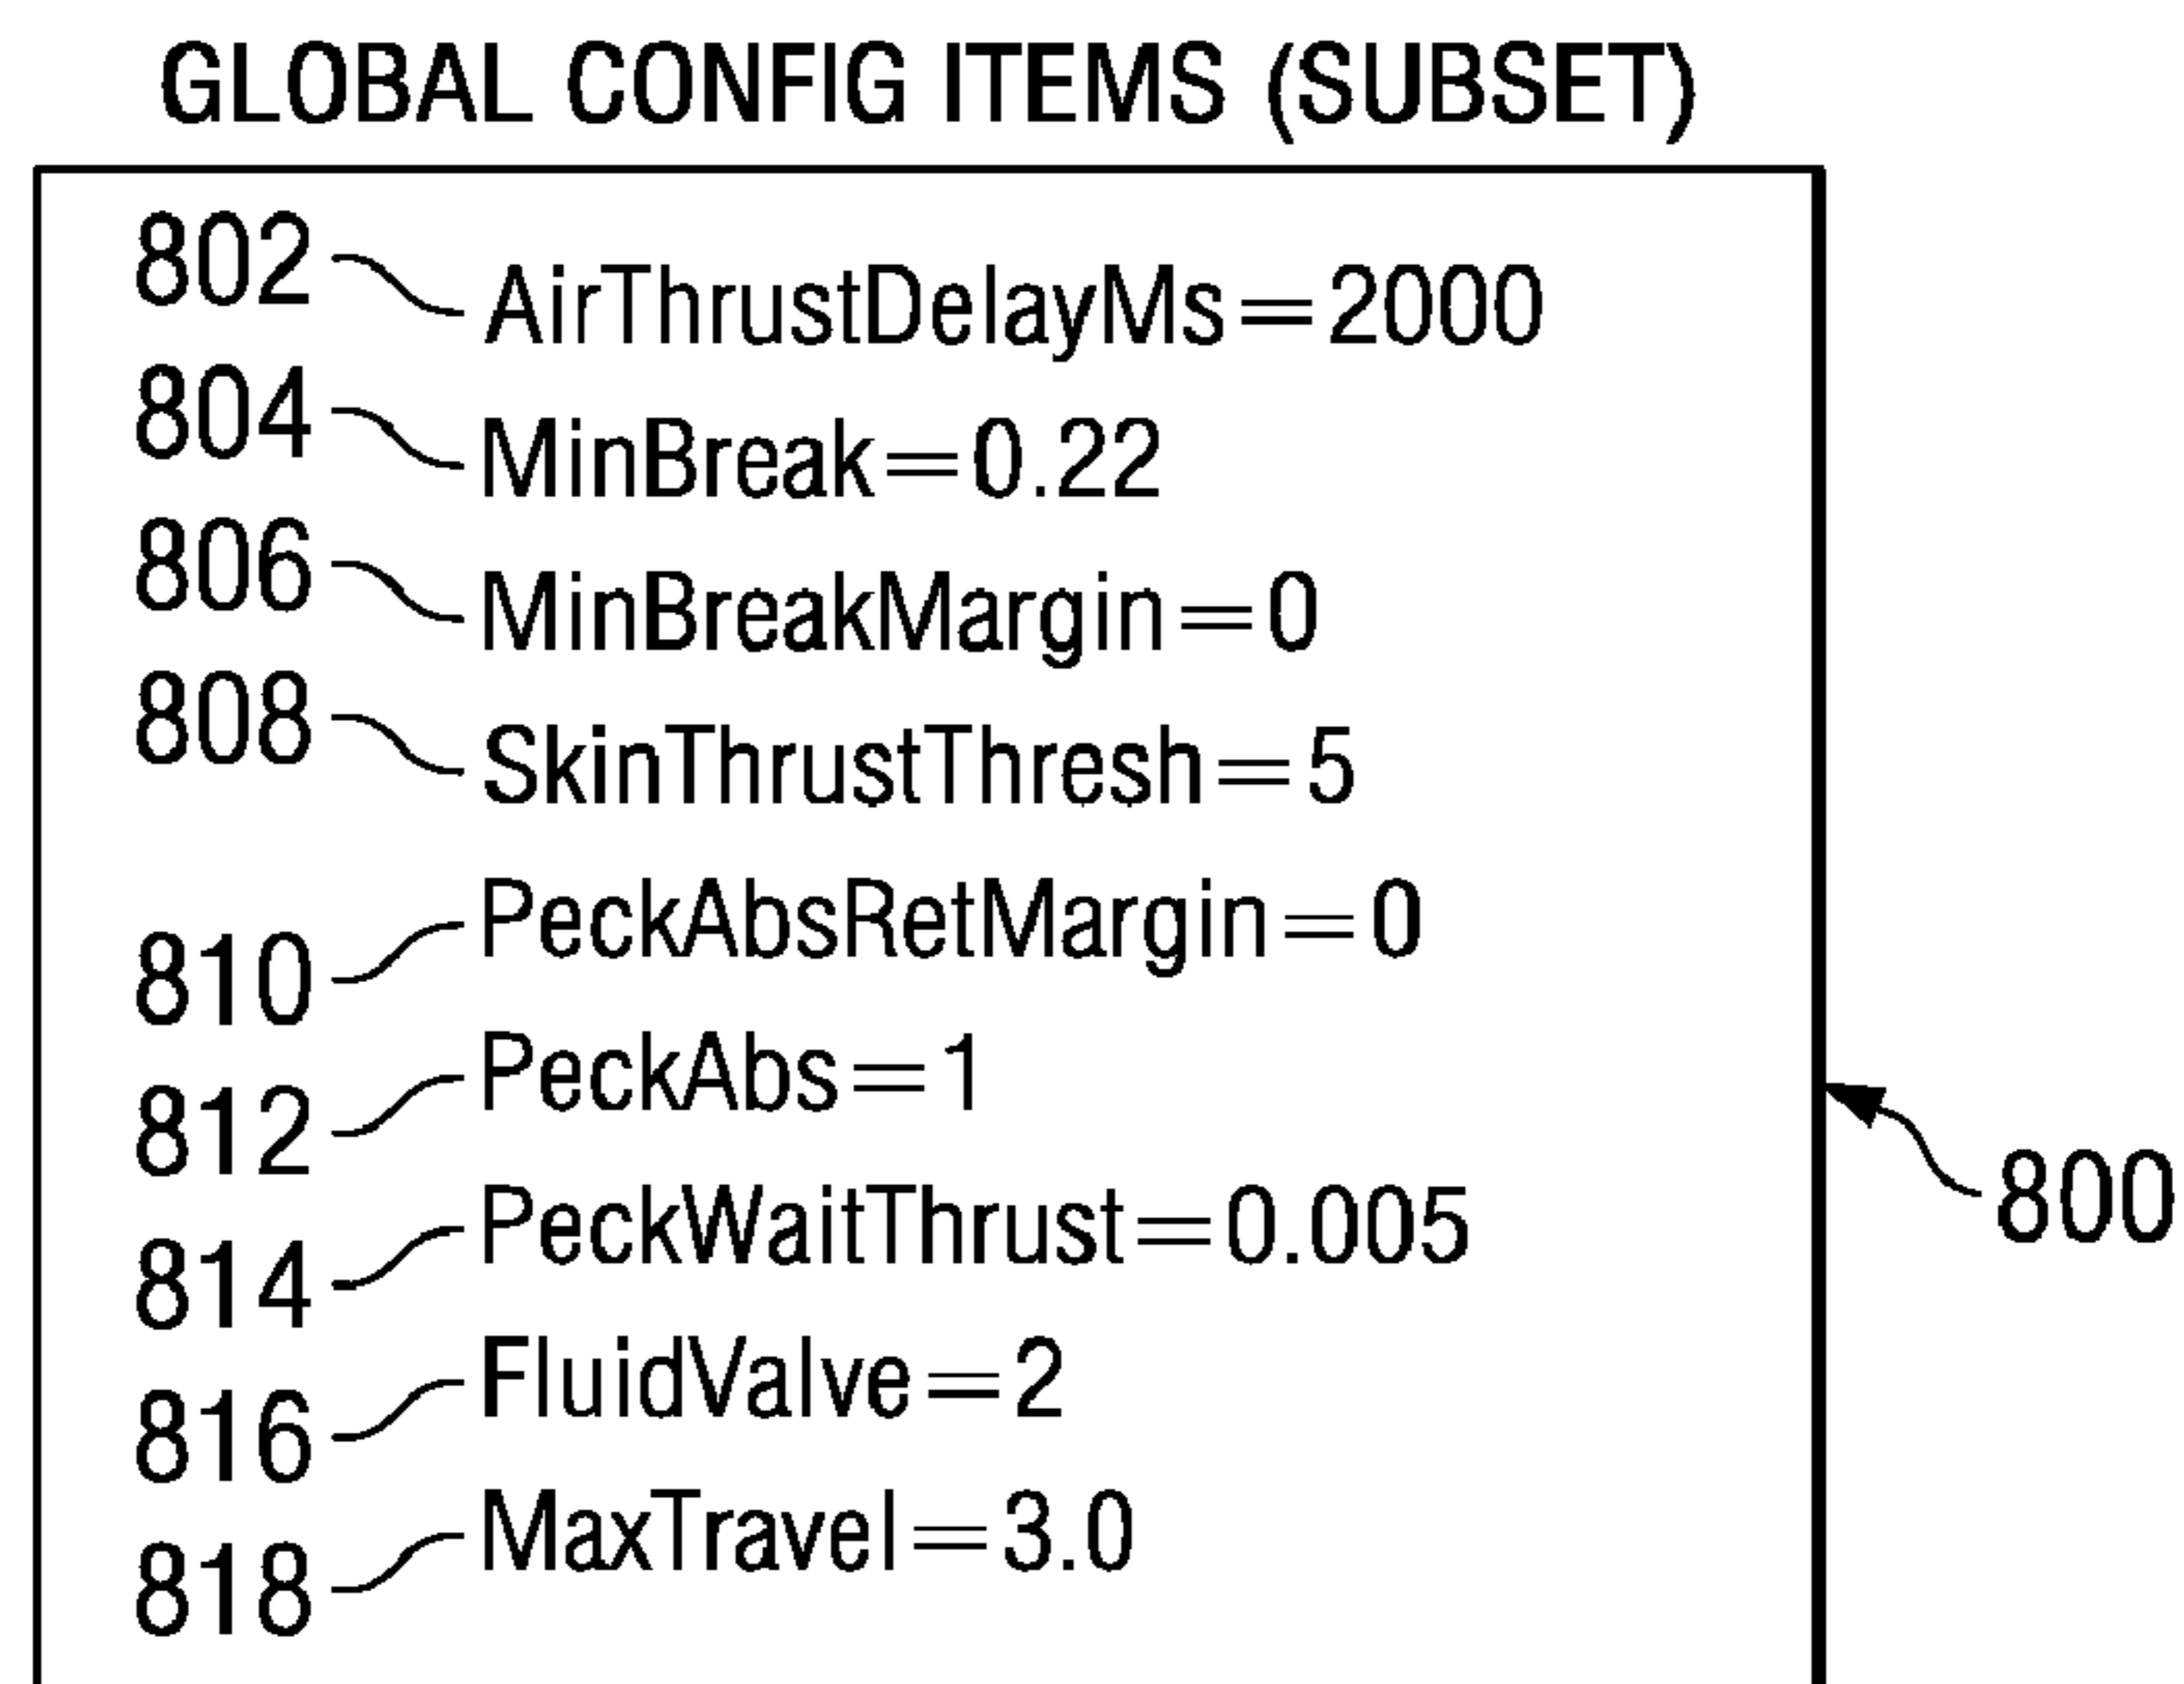 GLOBAL CONFIG ITEMS (SUBSET)
802 AirThrustDelayMs=2000
804 MinBreak=0.22
806 MinBreakMargin=0
808 SkinThrustThresh=5
810 PeckAbsRetMargin=0
812 PeckAbs=1
814 PeckWaitThrust=0.005
800
816 FluidValve=2
818 MaxTravel=3.0